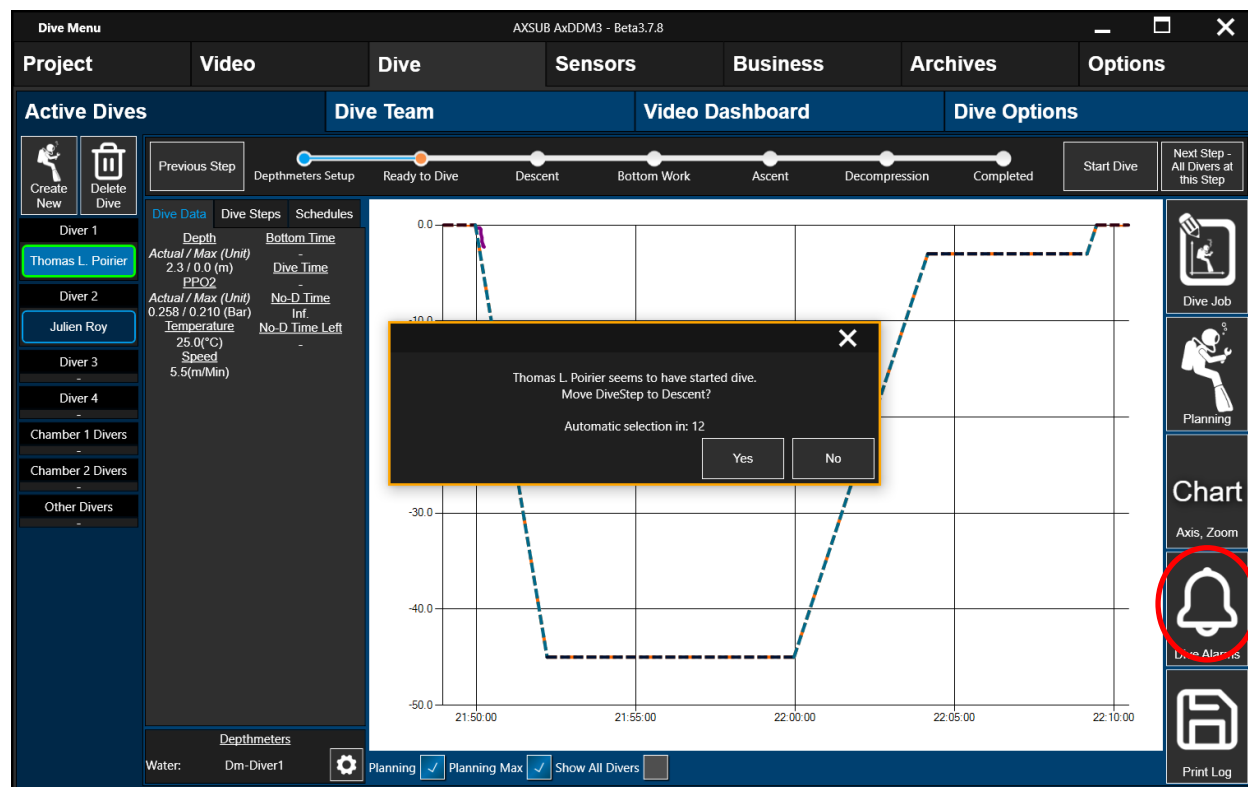 Dive Menu
AXSUB AxDDM3 - Beta3.7.8
Project
Video
Dive
Sensors
Business
Archives
Options
Active Dives
Dive Team
Video Dashboard
Dive Options
Create
New
Delete
Dive
Previous Step
Depthmeters Setup
Ready to Dive
Descent
Bottom Work
Ascent
Decompression
Completed
Start Dive
Next Step -
All Divers at
this Step
Diver 1
Thomas L. Poirier
Diver 2
Julien Roy
Diver 3
-
Diver 4
-
Chamber 1 Divers
-
Chamber 2 Divers
-
Other Divers
-
Dive Data
Dive Steps
Schedules
Depth
Actual / Max (Unit)
2.3 / 0.0 (m)
PPO2
Actual / Max (Unit)
0.258 / 0.210 (Bar)
Temperature
25.0(°C)
Speed
5.5(m/Min)
Bottom Time
-
Dive Time
-
No-D Time
Inf.
No-D Time Left
-
Depthmeters
Water: Dm-Diver1
0.0
-10.0
-30.0
-40.0
-50.0
21:50:00
21:55:00
22:00:00
22:05:00
22:10:00
Thomas L. Poirier seems to have started dive.
Move DiveStep to Descent?
Automatic selection in: 12
Yes
No
Planning
Planning Max
Show All Divers
Dive Job
Planning
Chart
Axis, Zoom
Dive Alarms
Print Log